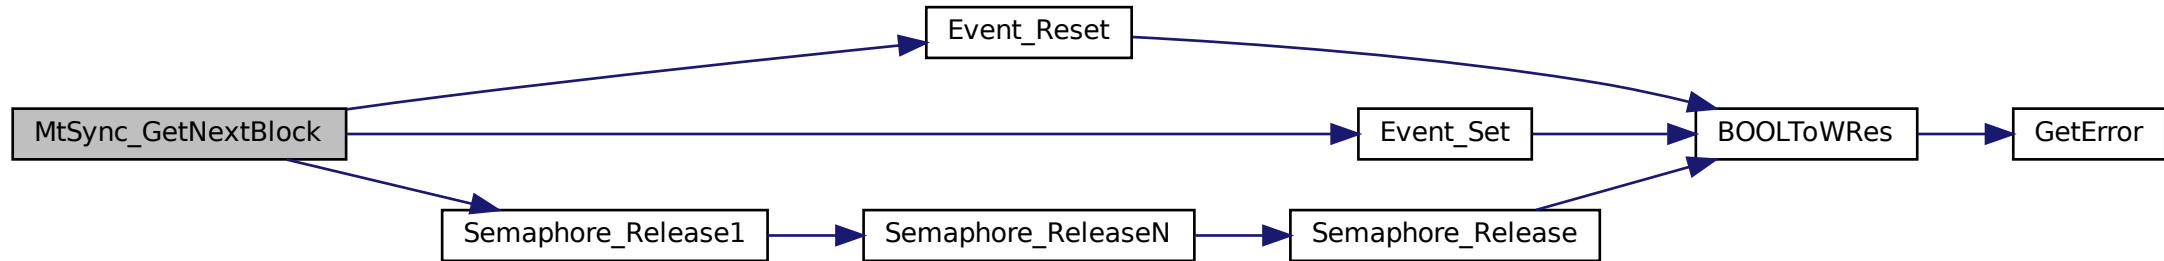 Event_Reset
MtSync_GetNextBlock
Event_Set
BOOLToWRes
GetError
Semaphore_Release1
Semaphore_ReleaseN
Semaphore_Release